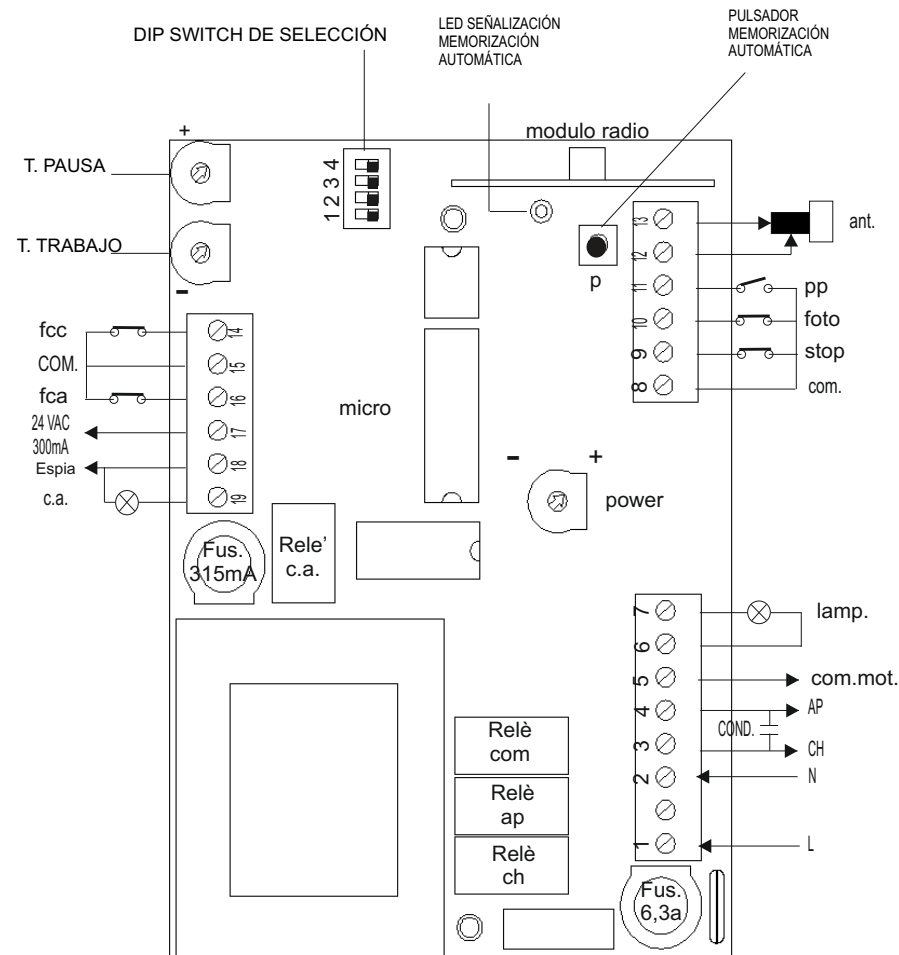 DIP SWITCH DE SELECCIÓN
LED SEÑALIZACIÓN
MEMORIZACIÓN
AUTOMÁTICA
PULSADOR
MEMORIZACIÓN
AUTOMÁTICA
+
modulo radio
T. PAUSA
1 2 3 4
T. TRABAJO
-
p
13
12
11
10
9
8
ant.
pp
foto
stop
com.
fcc
COM.
fca
24 VAC
300mA
Espia
c.a.
14
15
16
17
18
19
micro
- +
power
Fus.
315mA
Rele'
c.a.
7
6
5
4
3
2
1
lamp.
com.mot.
AP
COND.
CH
N
L
Relè
com
Relè
ap
Relè
ch
Fus.
6,3a